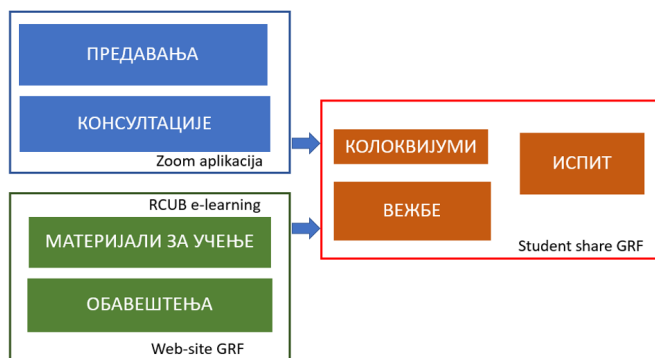 ПРЕДАВАЊА
КОНСУЛТАЦИЈЕ
Zoom aplikacija
RCUB e-learning
МАТЕРИЈАЛИ ЗА УЧЕЊЕ
ОБАВЕШТЕЊА
Web-site GRF
КОЛОКВИЈУМИ
ИСПИТ
ВЕЖБЕ
Student share GRF